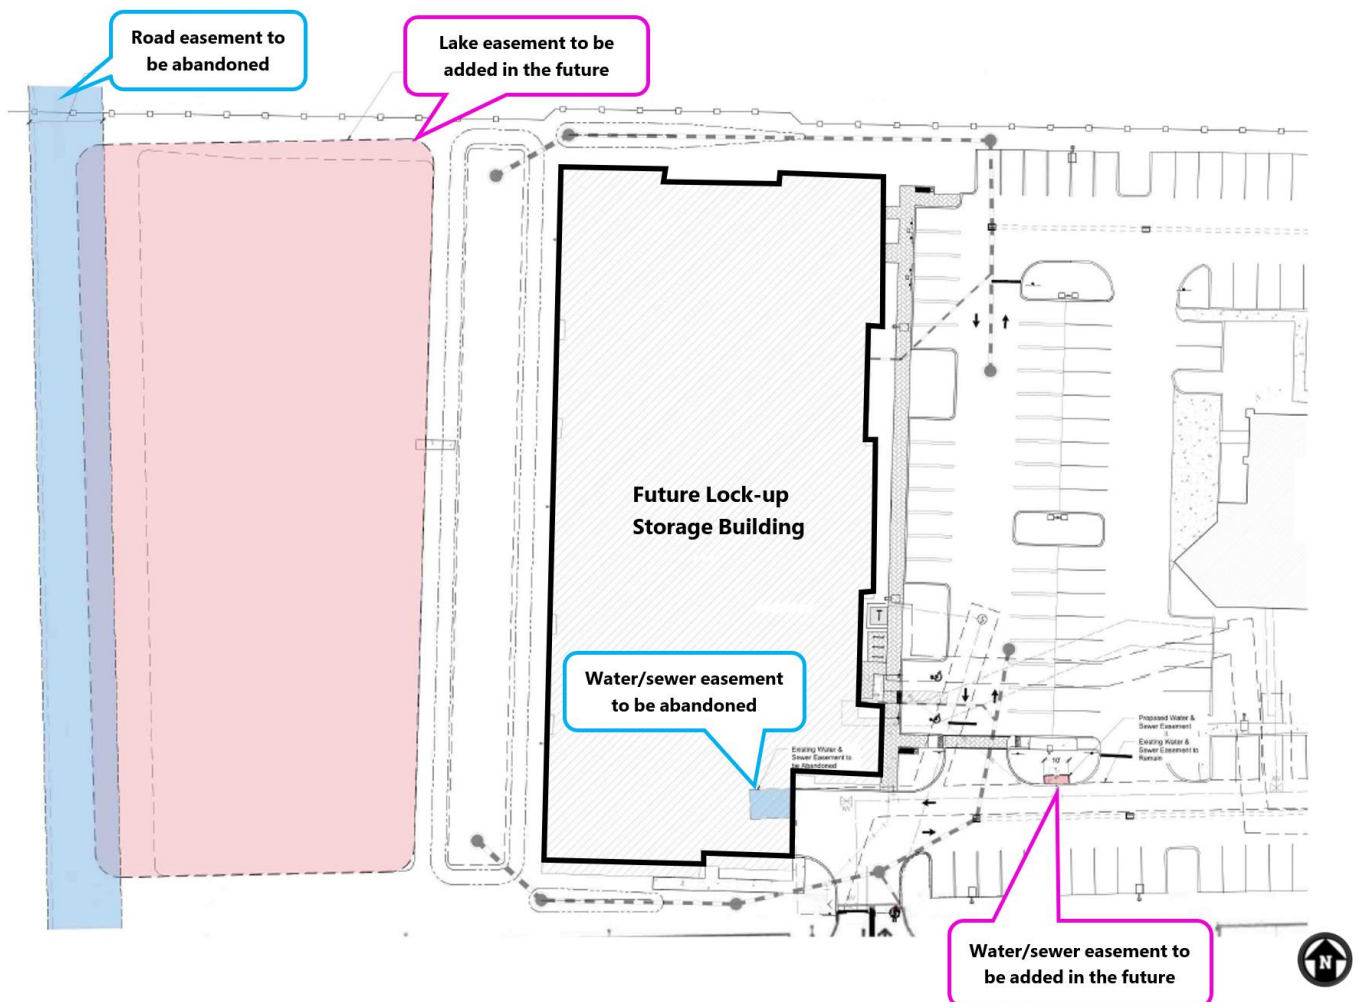 Road easement to
be abandoned
Lake easement to be
added in the future
Future Lock-up
Storage Building
T
Water/sewer easement
to be abandoned
Existing Water &
Sewer Easement to
be Abandoned
Proposed Water &
Sewer Easement
Existing Water &
Sewer Easement to
Remain
10'
Water/sewer easement to
be added in the future
N